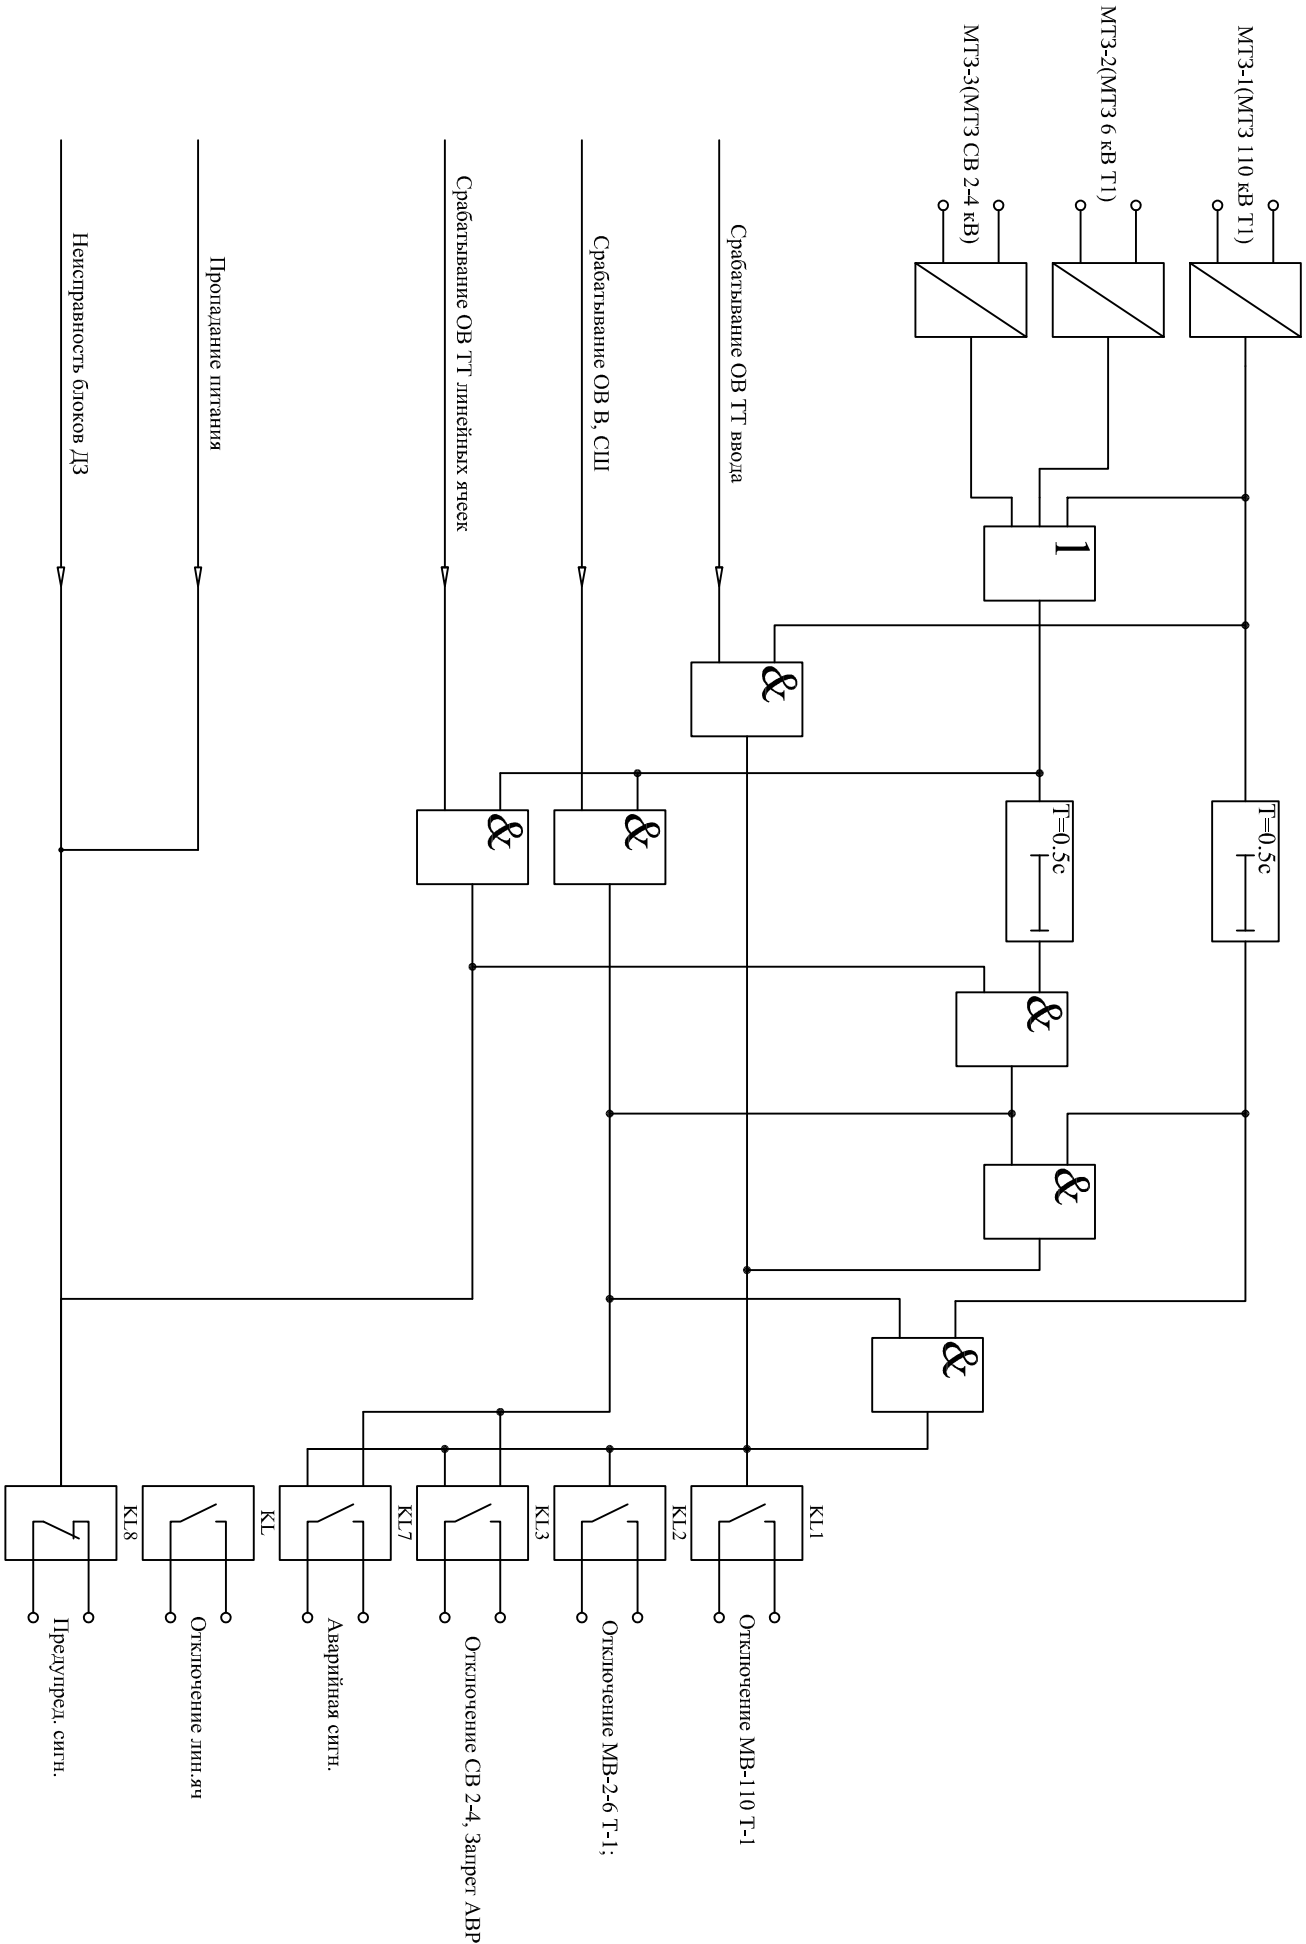 МТЗ-1(МТЗ 110 кВ Т1)
МТЗ-2(МТЗ 6 кВ Т1)
МТЗ-3(МТЗ СВ 2-4 кВ)
Срабатывание ОВ ТТ ввода
Срабатывание ОВ В, СШ
Срабатывание ОВ ТТ линейных ячеек
Пропадание питания
Неисправность блоков ДЗ
1
&
&
&
T=0.5c
T=0.5c
&
&
&
KL1
Отключение МВ-110 Т-1
KL2
Отключение МВ-2-6 Т-1;
KL3
Отключение СВ 2-4, Запрет АВР
KL7
Аварийная сигн.
KL
Отключение лин.яч
KL8
Предупред. сигн.